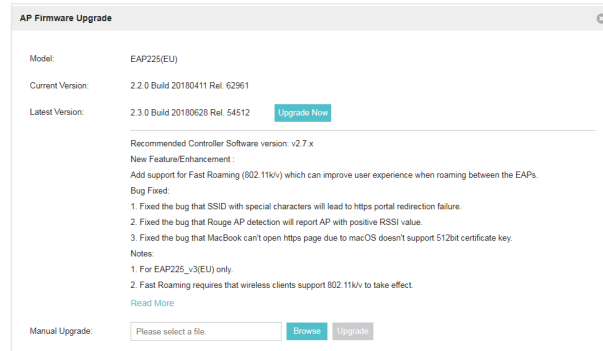 AP Firmware Upgrade
Model: EAP225(EU)
Current Version: 2.2.0 Build 20180411 Rel. 62961
Latest Version: 2.3.0 Build 20180628 Rel. 54512 Upgrade Now
Recommended Controller Software version: v2.7.x
New Feature/Enhancement :
Add support for Fast Roaming (802.11k/v) which can improve user experience when roaming between the EAPs.
Bug Fixed:
1. Fixed the bug that SSID with special characters will lead to https portal redirection failure.
2. Fixed the bug that Rouge AP detection will report AP with positive RSSI value.
3. Fixed the bug that MacBook can't open https page due to macOS doesn't support 512bit certificate key.
Notes:
1. For EAP225_v3(EU) only.
2. Fast Roaming requires that wireless clients support 802.11k/v to take effect.
Read More
Manual Upgrade: Please select a file. Browse Upgrade